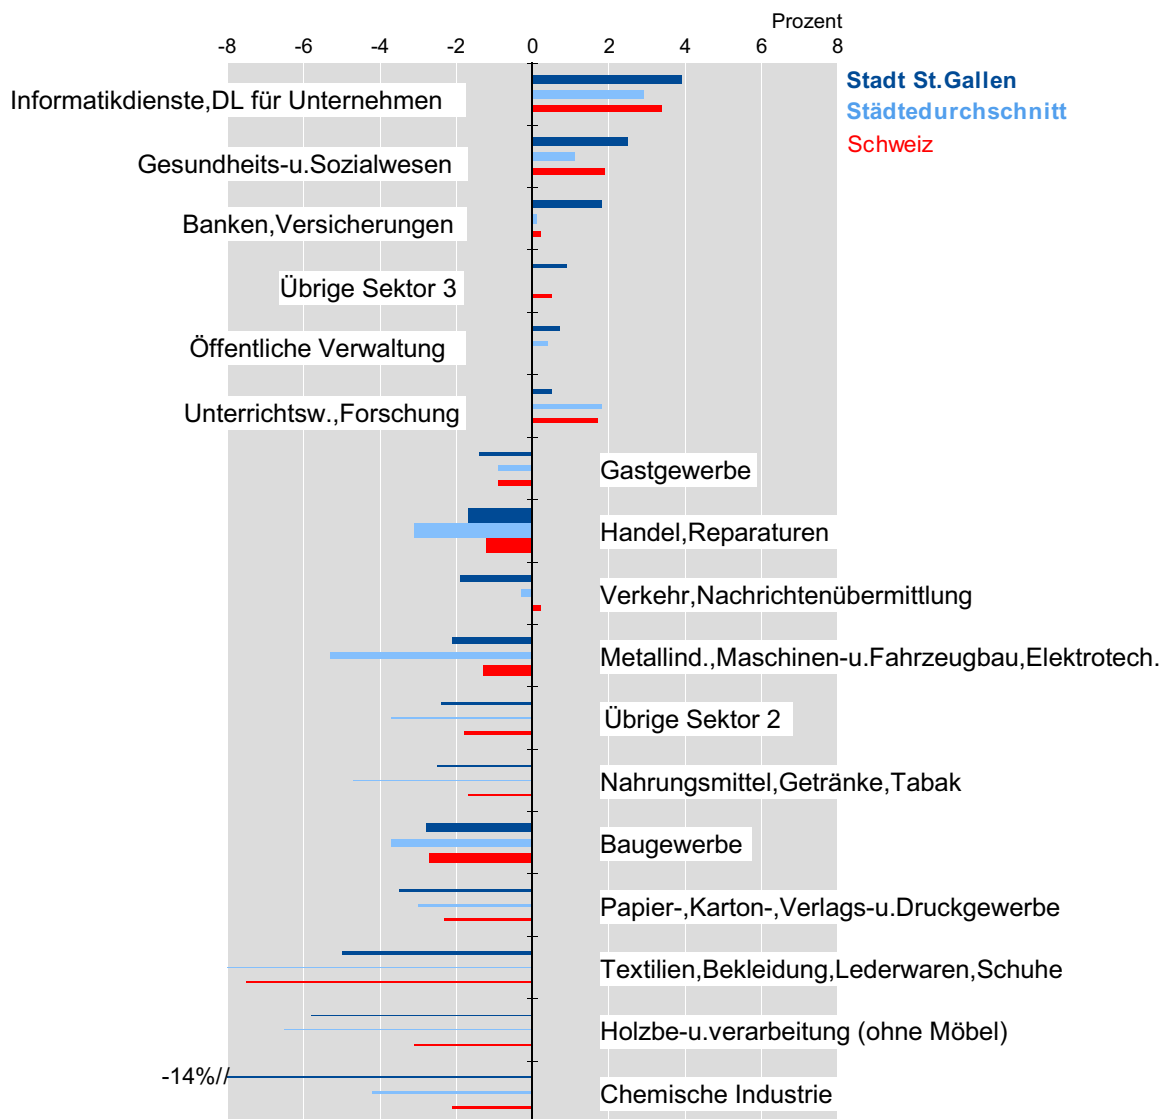 Prozent
-8 -6 -4 -2 0 2 4 6 8
Stadt St.Gallen
Informatikdienste,DL für Unternehmen
Städtedurchschnitt
Schweiz
Gesundheits-u.Sozialwesen
Banken,Versicherungen
Übrige Sektor 3
Öffentliche Verwaltung
Unterrichtsw.,Forschung
Gastgewerbe
Handel,Reparaturen
Verkehr,Nachrichtenübermittlung
Metallind.,Maschinen-u.Fahrzeugbau,Elektrotech.
Übrige Sektor 2
Nahrungsmittel,Getränke,Tabak
Baugewerbe
Papier-,Karton-,Verlags-u.Druckgewerbe
Textilien,Bekleidung,Lederwaren,Schuhe
Holzbe-u.verarbeitung (ohne Möbel)
-14%//
Chemische Industrie